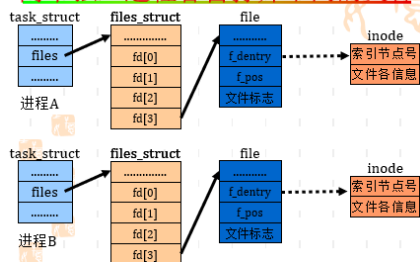 task_struct
files_struct
file
inode
.........
files
.........
进程A
..............
fd[0]
fd[1]
fd[2]
fd[3]
.........
f_dentry
f_pos
文件标志
索引节点号
文件各信息
task_struct
files_struct
file
inode
.........
files
.........
进程B
..............
fd[0]
fd[1]
fd[2]
fd[3]
.........
f_dentry
f_pos
文件标志
索引节点号
文件各信息